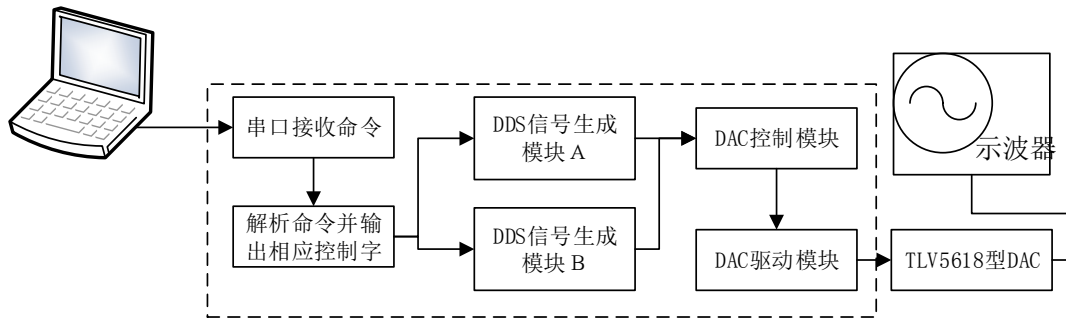 串口接收命令
解析命令并输
出相应控制字
DDS信号生成
模块A
DDS信号生成
模块B
DAC控制模块
DAC驱动模块
示波器
TLV5618型DAC